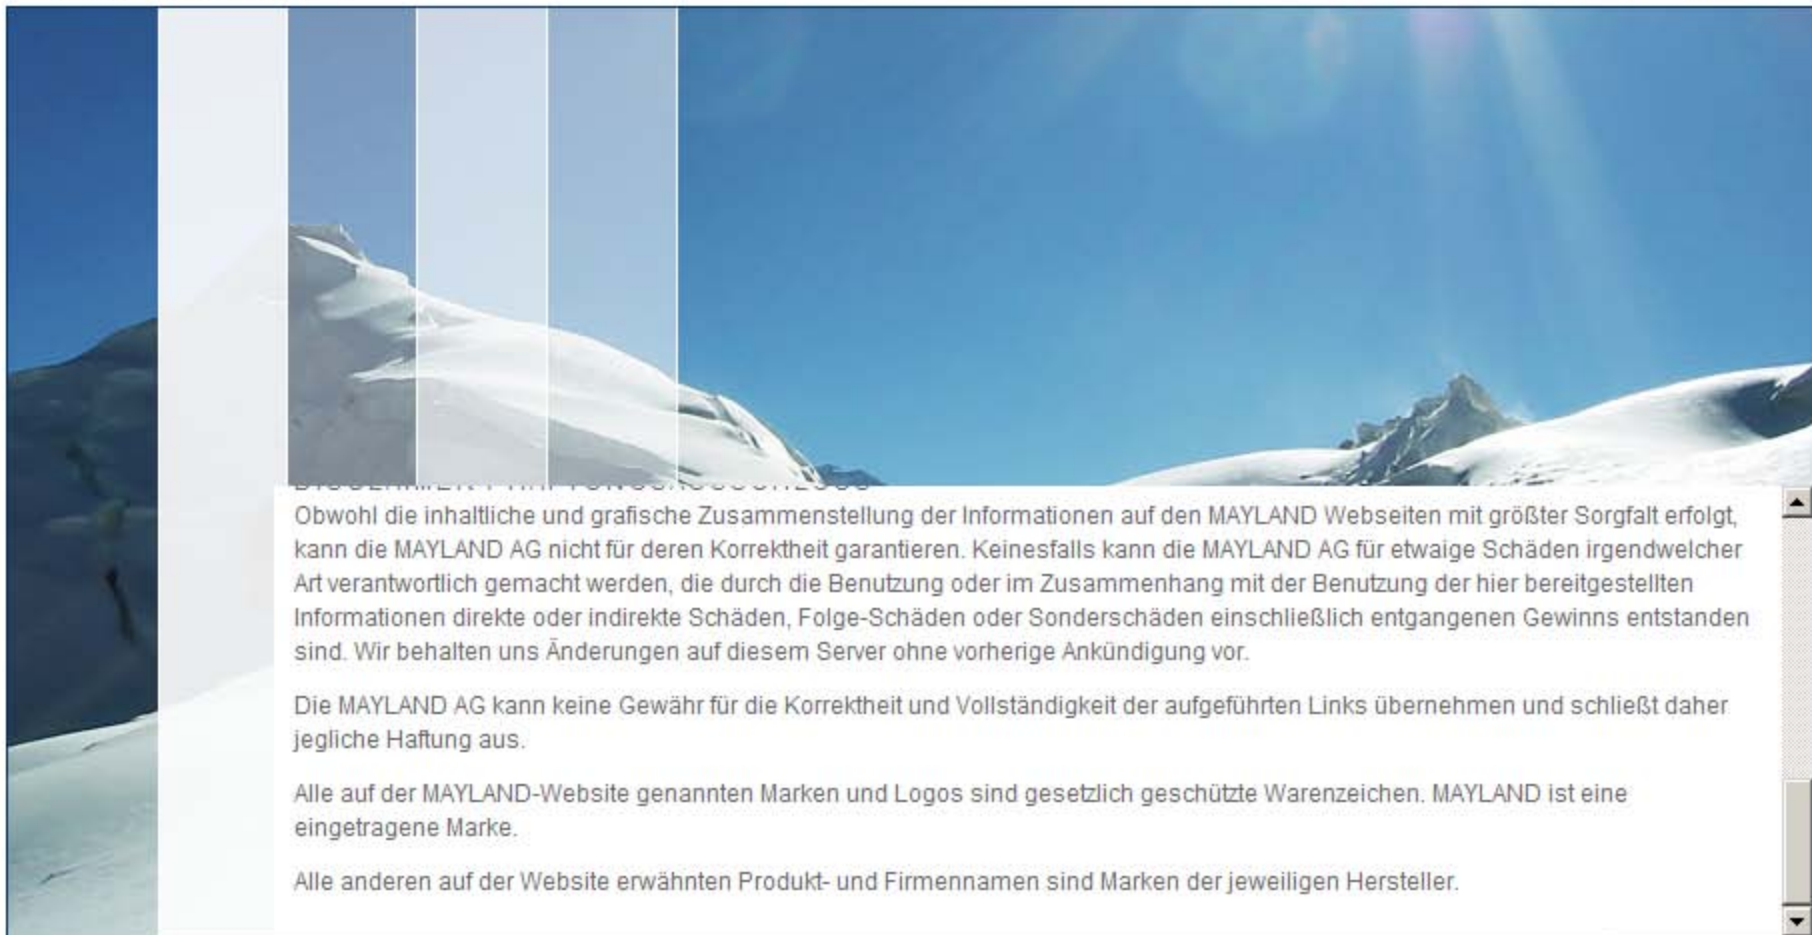 Obwohl die inhaltliche und grafische Zusammenstellung der Informationen auf den MAYLAND Webseiten mit größter Sorgfalt erfolgt,
kann die MAYLAND AG nicht für deren Korrektheit garantieren. Keinesfalls kann die MAYLAND AG für etwaige Schäden irgendwelcher
Art verantwortlich gemacht werden, die durch die Benutzung oder im Zusammenhang mit der Benutzung der hier bereitgestellten
Informationen direkte oder indirekte Schäden, Folge-Schäden oder Sonderschäden einschließlich entgangenen Gewinns entstanden
sind. Wir behalten uns Änderungen auf diesem Server ohne vorherige Ankündigung vor.
Die MAYLAND AG kann keine Gewähr für die Korrektheit und Vollständigkeit der aufgeführten Links übernehmen und schließt daher
jegliche Haftung aus.
Alle auf der MAYLAND-Website genannten Marken und Logos sind gesetzlich geschützte Warenzeichen. MAYLAND ist eine
eingetragene Marke.
Alle anderen auf der Website erwähnten Produkt- und Firmennamen sind Marken der jeweiligen Hersteller.